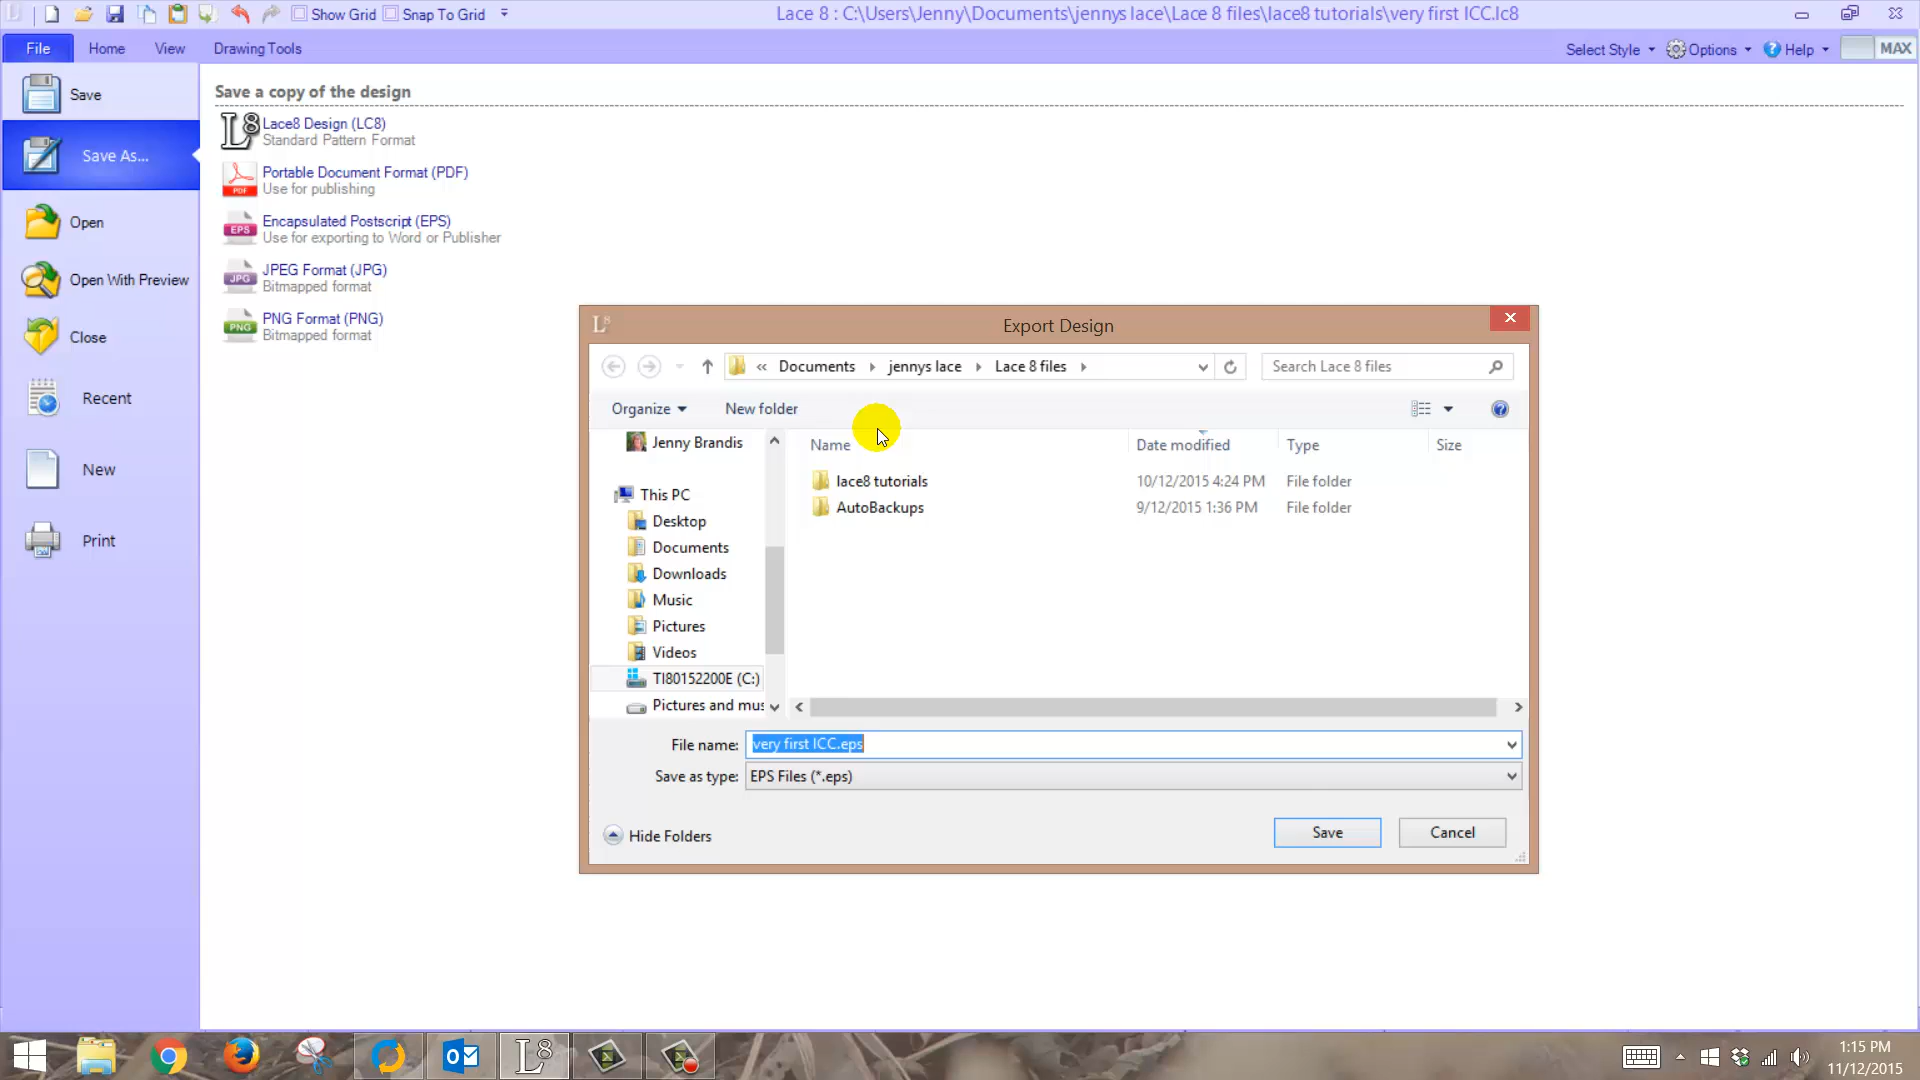 Show Grid Snap To Grid
Lace 8 : C:\Users\Jenny\Documents\jennys lace\Lace 8 files\lace8 tutorials\very first ICC.lc8
File Home View Drawing Tools
Select Style Options Help MAX
Save
Save As...
Open
Open With Preview
Close
Recent
New
Print
Save a copy of the design
L8 Lace8 Design (LC8)
Standard Pattern Format
PDF Portable Document Format (PDF)
Use for publishing
EPS Encapsulated Postscript (EPS)
Use for exporting to Word or Publisher
JPG JPEG Format (JPG)
Bitmapped format
PNG PNG Format (PNG)
Bitmapped format
L8 Export Design
« Documents jennys lace Lace 8 files
Search Lace 8 files
Organize New folder
Jenny Brandis
This PC
Desktop
Documents
Downloads
Music
Pictures
Videos
TI80152200E (C:)
Pictures and mus
Name Date modified Type Size
lace8 tutorials 10/12/2015 4:24 PM File folder
AutoBackups 9/12/2015 1:36 PM File folder
File name: very first ICC.eps
Save as type: EPS Files (*.eps)
Hide Folders Save Cancel
L8
1:15 PM
11/12/2015